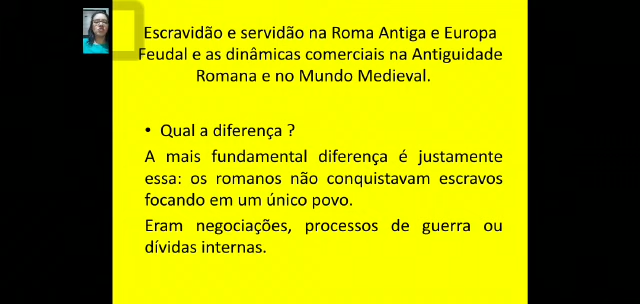 Escravidão e servidão na Roma Antiga e Europa
Feudal e as dinâmicas comerciais na Antiguidade
Romana e no Mundo Medieval.
• Qual a diferença ?
A mais fundamental diferença é justamente
essa: os romanos não conquistavam escravos
focando em um único povo.
Eram negociações, processos de guerra ou
dívidas internas.